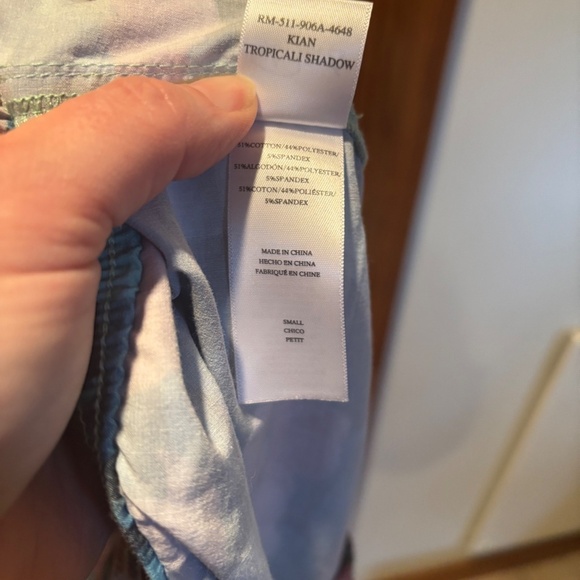 RM-511-906A-4648
KIAN
TROPICALI SHADOW
51%COTTON/44%POLYESTER/
5%SPANDEX
51%ALGODÓN/44%POLYESTER/
5%SPANDEX
51%COTON/44%POLIÉSTER/
5%SPANDEX
MADE IN CHINA
HECHO EN CHINA
FABRIQUÉ EN CHINE
SMALL
CHICO
PETIT